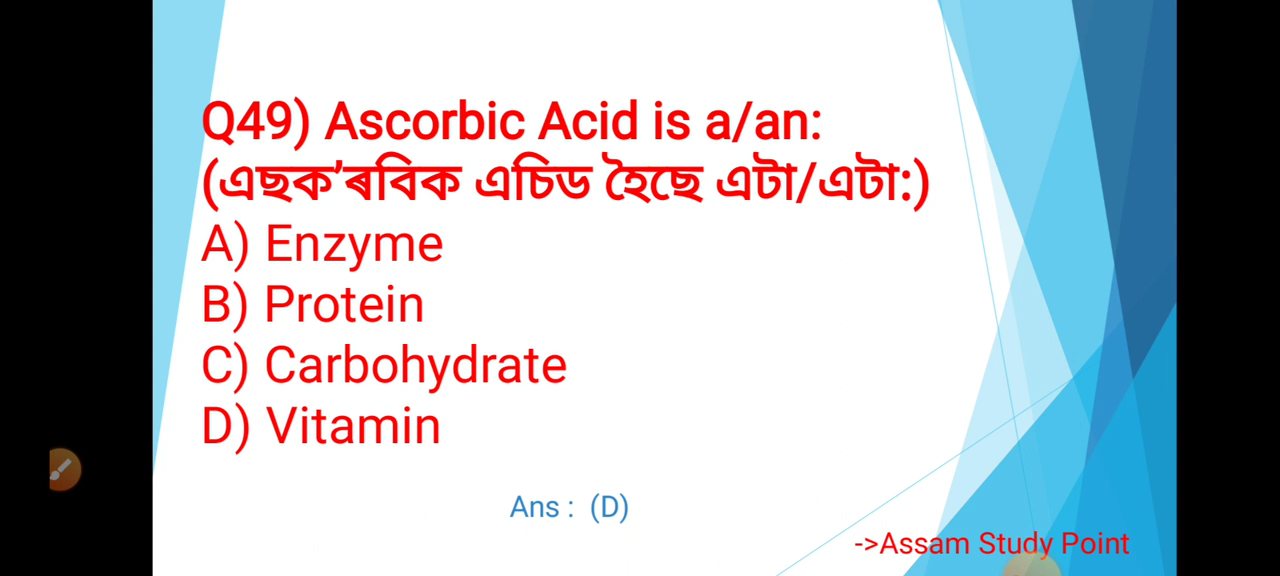 Q49) Ascorbic Acid is a/an:
(এছক'ৰবিক এচিড হৈছে এটা/এটা:)
A) Enzyme
B) Protein
C) Carbohydrate
D) Vitamin
Ans : (D)
->Assam Study Point